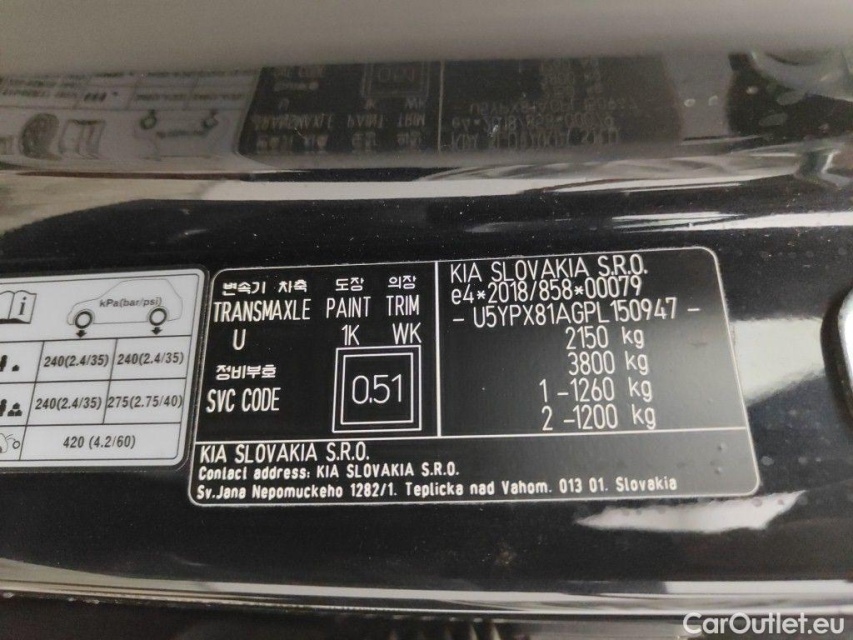 kPa(bar/psi)
240(2.4/35) 240(2.4/35)
240(2.4/35) 275(2.75/40)
420 (4.2/60)
변속기 차축 도장 의장
TRANSMAXLE PAINT TRIM
U 1K WK
정비부호
SVC CODE
0.51
KIA SLOVAKIA S.R.O.
e4*2018/858*00079
- U5YPX81AGPL150947 -
2150 kg
3800 kg
1 -1260 kg
2 -1200 kg
KIA SLOVAKIA S.R.O.
Contact address: KIA SLOVAKIA S.R.O.
Sv.Jana Nepomuckeho 1282/1. Teplicka nad Vahom. 013 01. Slovakia
CarOutlet.eu